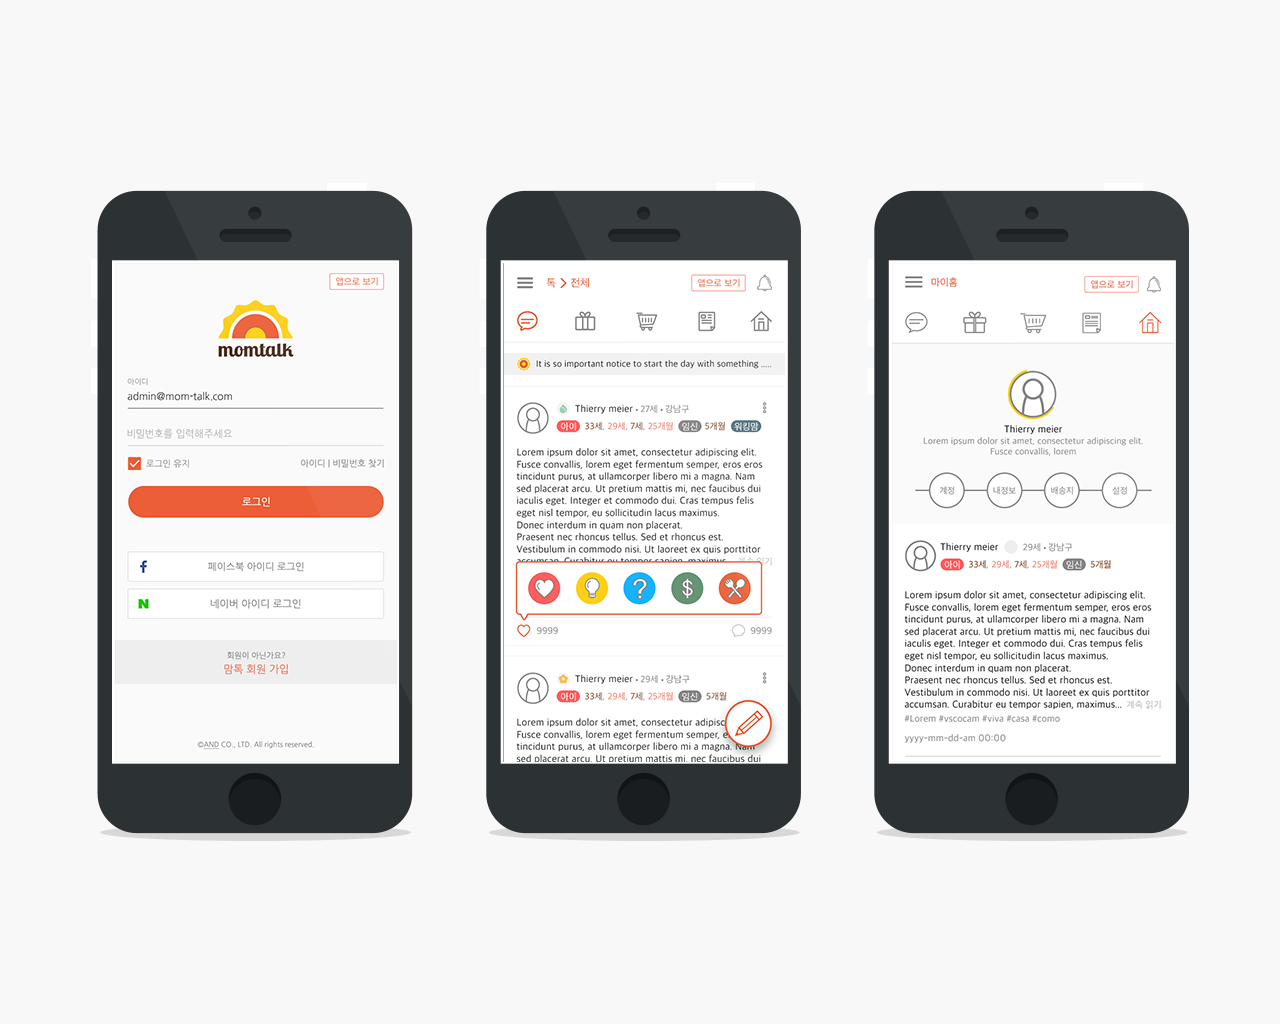 앱으로 보기
momtalk
아이디
admin@mom-talk.com
비밀번호를 입력해주세요
로그인 유지
아이디 | 비밀번호 찾기
로그인
f
페이스북 아이디 로그인
N
네이버 아이디 로그인
회원이 아닌가요?
맘톡 회원 가입
©AND CO., LTD. All rights reserved.
톡 > 전체
앱으로 보기
It is so important notice to start the day with something .....
Thierry meier • 27세 • 강남구
아이 33세, 29세, 7세, 25개월 임신 5개월 워킹맘
Lorem ipsum dolor sit amet, consectetur adipiscing elit.
Fusce convallis, lorem eget fermentum semper, eros eros
tincidunt purus, at ullamcorper libero mi a magna. Nam
sed placerat arcu. Ut pretium mattis mi, nec faucibus dui
iaculis eget. Integer et commodo dui. Cras tempus felis
eget nisl tempor, eu sollicitudin lacus maximus.
Donec interdum in quam non placerat.
Praesent nec rhoncus tellus. Sed et rhoncus est.
Vestibulum in commodo nisi. Ut laoreet ex quis porttitor
accumsan. Curabitur eu tempor sapien, maximus... 계속 읽기
? $
9999
9999
Thierry meier • 29세 • 강남구
아이 33세, 29세, 7세, 25개월 임신 5개월
Lorem ipsum dolor sit amet, consectetur adipisc
Fusce convallis, lorem eget fermentum semper,
tincidunt purus, at ullamcorper libero mi a magna. Nam
sed placerat arcu. Ut pretium mattis mi, nec faucibus dui
마이홈
앱으로 보기
Thierry meier
Lorem ipsum dolor sit amet, consectetur adipiscing elit.
Fusce convallis, lorem
계정
내정보
배송지
설정
Thierry meier 29세 • 강남구
아이 33세, 29세, 7세, 25개월 임신 5개월
Lorem ipsum dolor sit amet, consectetur adipiscing elit.
Fusce convallis, lorem eget fermentum semper, eros eros
tincidunt purus, at ullamcorper libero mi a magna. Nam
sed placerat arcu. Ut pretium mattis mi, nec faucibus dui
iaculis eget. Integer et commodo dui. Cras tempus felis
eget nisl tempor, eu sollicitudin lacus maximus.
Donec interdum in quam non placerat.
Praesent nec rhoncus tellus. Sed et rhoncus est.
Vestibulum in commodo nisi. Ut laoreet ex quis porttitor
accumsan. Curabitur eu tempor sapien, maximus... 계속 읽기
#Lorem #vscocam #viva #casa #como
yyyy-mm-dd-am 00:00